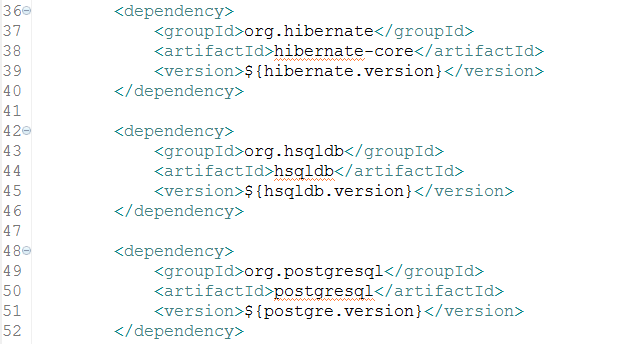 36 <dependency>
37 <groupId>org.hibernate</groupId>
38 <artifactId>hibernate-core</artifactId>
39 <version>${hibernate.version}</version>
40 </dependency>
41
42 <dependency>
43 <groupId>org.hsqldb</groupId>
44 <artifactId>hsqldb</artifactId>
45 <version>${hsqldb.version}</version>
46 </dependency>
47
48 <dependency>
49 <groupId>org.postgresql</groupId>
50 <artifactId>postgresql</artifactId>
51 <version>${postgre.version}</version>
52 </dependency>